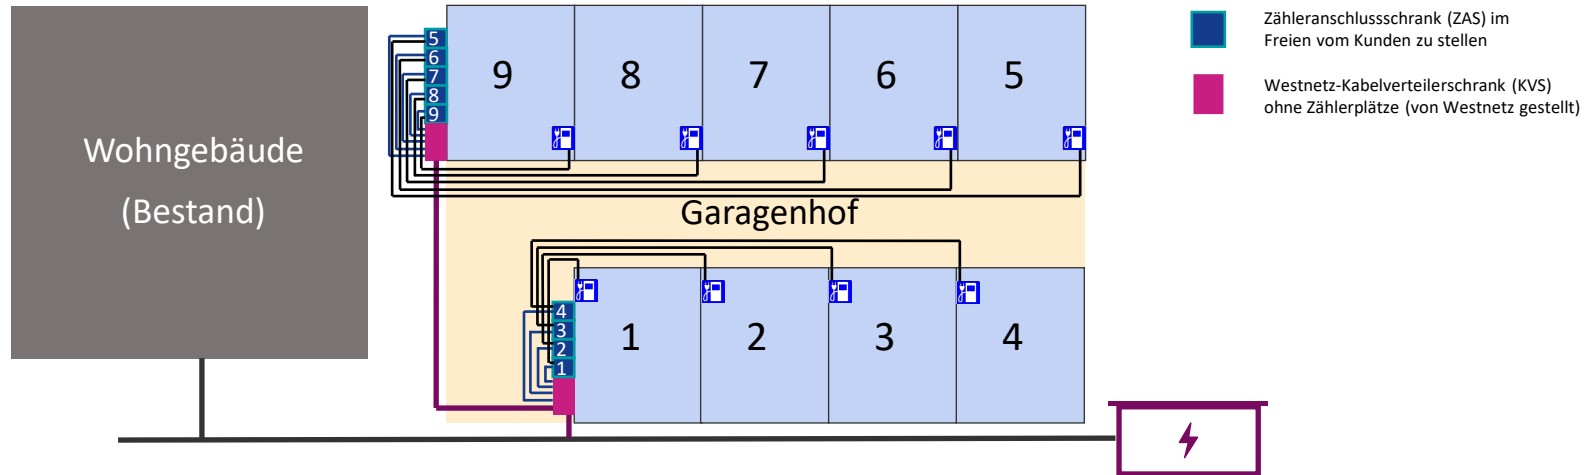 Wohngebäude
(Bestand)
5
6
7
8
9
9
8
7
6
5
Garagenhof
4
3
2
1
1
2
3
4
Zähleranschlussschrank (ZAS) im
Freien vom Kunden zu stellen
Westnetz-Kabelverteilerschrank (KVS)
ohne Zählerplätze (von Westnetz gestellt)